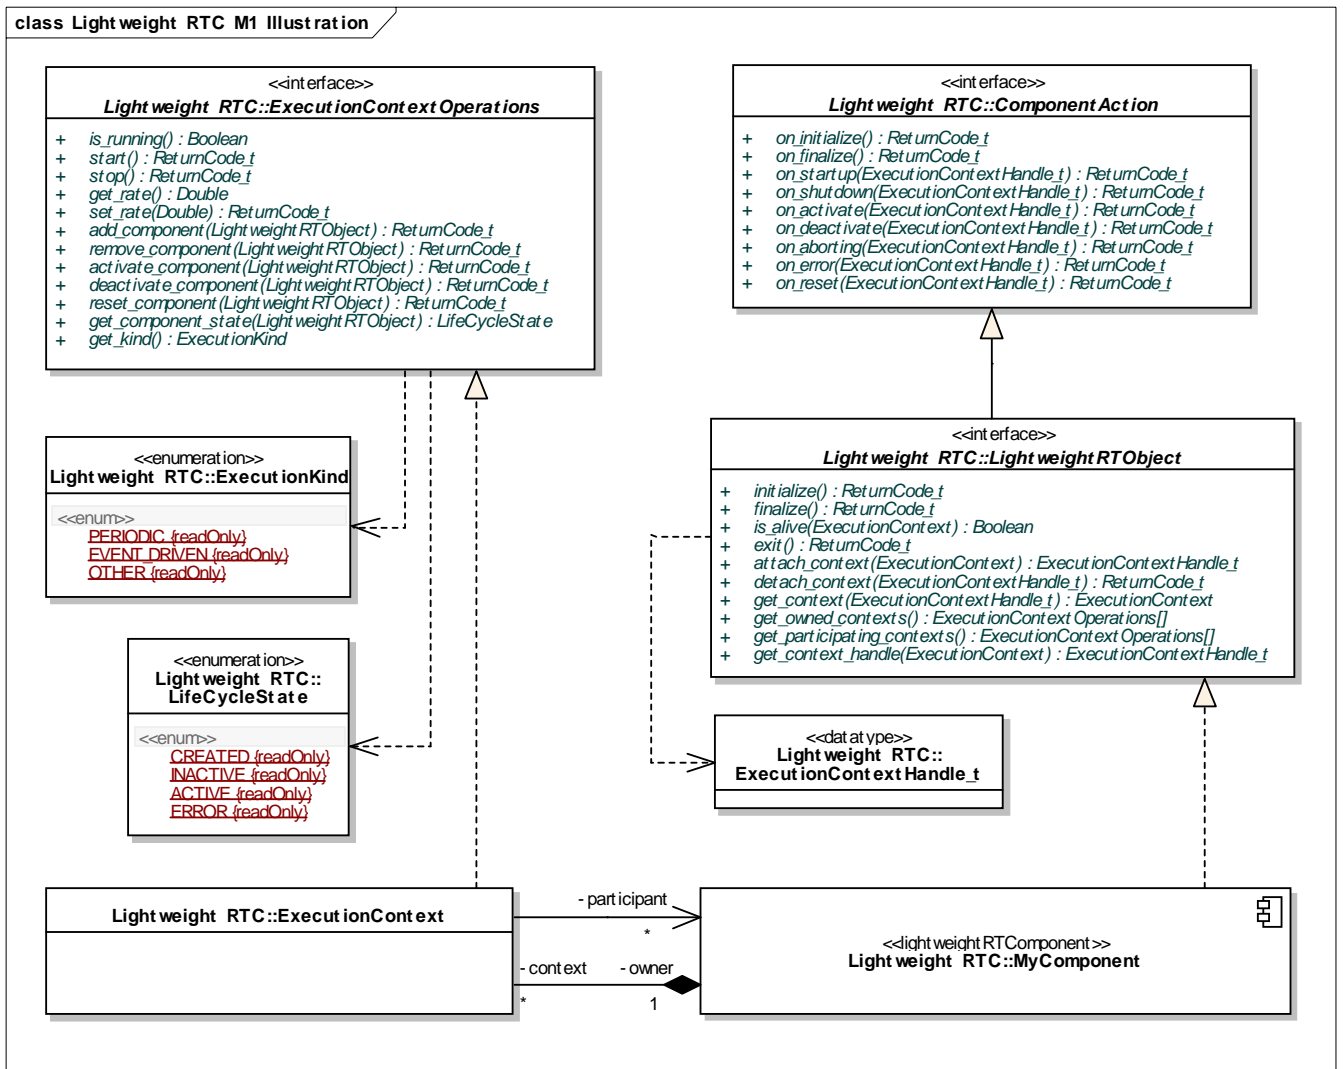 class Lightweight RTC M1 Illustration
<<interface>>
Lightweight RTC::ExecutionContextOperations
+ is_running() : Boolean
+ start() : ReturnCode_t
+ stop() : ReturnCode_t
+ get_rate() : Double
+ set_rate(Double) : ReturnCode_t
+ add_component(LightweightRTObject) : ReturnCode_t
+ remove_component(LightweightRTObject) : ReturnCode_t
+ activate_component(LightweightRTObject) : ReturnCode_t
+ deactivate_component(LightweightRTObject) : ReturnCode_t
+ reset_component(LightweightRTObject) : ReturnCode_t
+ get_component_state(LightweightRTObject) : LifeCycleState
+ get_kind() : ExecutionKind
<<interface>>
Lightweight RTC::ComponentAction
+ on_initialize() : ReturnCode_t
+ on_finalize() : ReturnCode_t
+ on_startup(ExecutionContextHandle_t) : ReturnCode_t
+ on_shutdown(ExecutionContextHandle_t) : ReturnCode_t
+ on_activate(ExecutionContextHandle_t) : ReturnCode_t
+ on_deactivate(ExecutionContextHandle_t) : ReturnCode_t
+ on_aborting(ExecutionContextHandle_t) : ReturnCode_t
+ on_error(ExecutionContextHandle_t) : ReturnCode_t
+ on_reset(ExecutionContextHandle_t) : ReturnCode_t
<<enumeration>>
Lightweight RTC::ExecutionKind
<<enum>>
PERIODIC {readOnly}
EVENT_DRIVEN {readOnly}
OTHER {readOnly}
<<interface>>
Lightweight RTC::LightweightRTObject
+ initialize() : ReturnCode_t
+ finalize() : ReturnCode_t
+ is_alive(ExecutionContext) : Boolean
+ exit() : ReturnCode_t
+ attach_context(ExecutionContext) : ExecutionContextHandle_t
+ detach_context(ExecutionContextHandle_t) : ReturnCode_t
+ get_context(ExecutionContextHandle_t) : ExecutionContext
+ get_owned_contexts() : ExecutionContextOperations[]
+ get_participating_contexts() : ExecutionContextOperations[]
+ get_context_handle(ExecutionContext) : ExecutionContextHandle_t
<<enumeration>>
Lightweight RTC::
LifeCycleState
<<enum>>
CREATED {readOnly}
INACTIVE {readOnly}
ACTIVE {readOnly}
ERROR {readOnly}
<<datatype>>
Lightweight RTC::
ExecutionContextHandle_t
Lightweight RTC::ExecutionContext
- participant
*
- context
*
- owner
1
<<lightweightRTComponent>>
Lightweight RTC::MyComponent